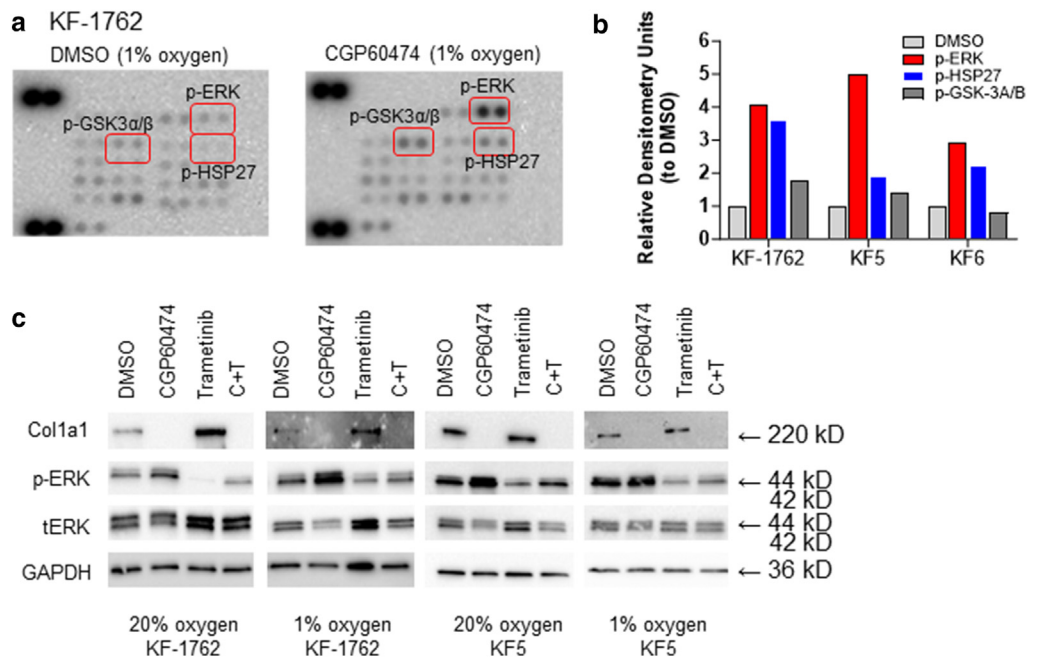 a
KF-1762
DMSO (1% oxygen)
CGP60474 (1% oxygen)
p-ERK
p-GSK3α/β
p-HSP27
p-ERK
p-GSK3α/β
p-HSP27
b
Relative Densitometry Units
(to DMSO)
6
5
4
3
2
1
0
DMSO
p-ERK
p-HSP27
p-GSK-3A/B
KF-1762 KF5 KF6
c
DMSO CGP60474 Trametinib C+T DMSO CGP60474 Trametinib C+T DMSO CGP60474 Trametinib C+T DMSO CGP60474 Trametinib C+T
Col1a1 ← 220 kD
p-ERK ← 44 kD
42 kD
tERK ← 44 kD
42 kD
GAPDH ← 36 kD
20% oxygen 1% oxygen 20% oxygen 1% oxygen
KF-1762 KF-1762 KF5 KF5